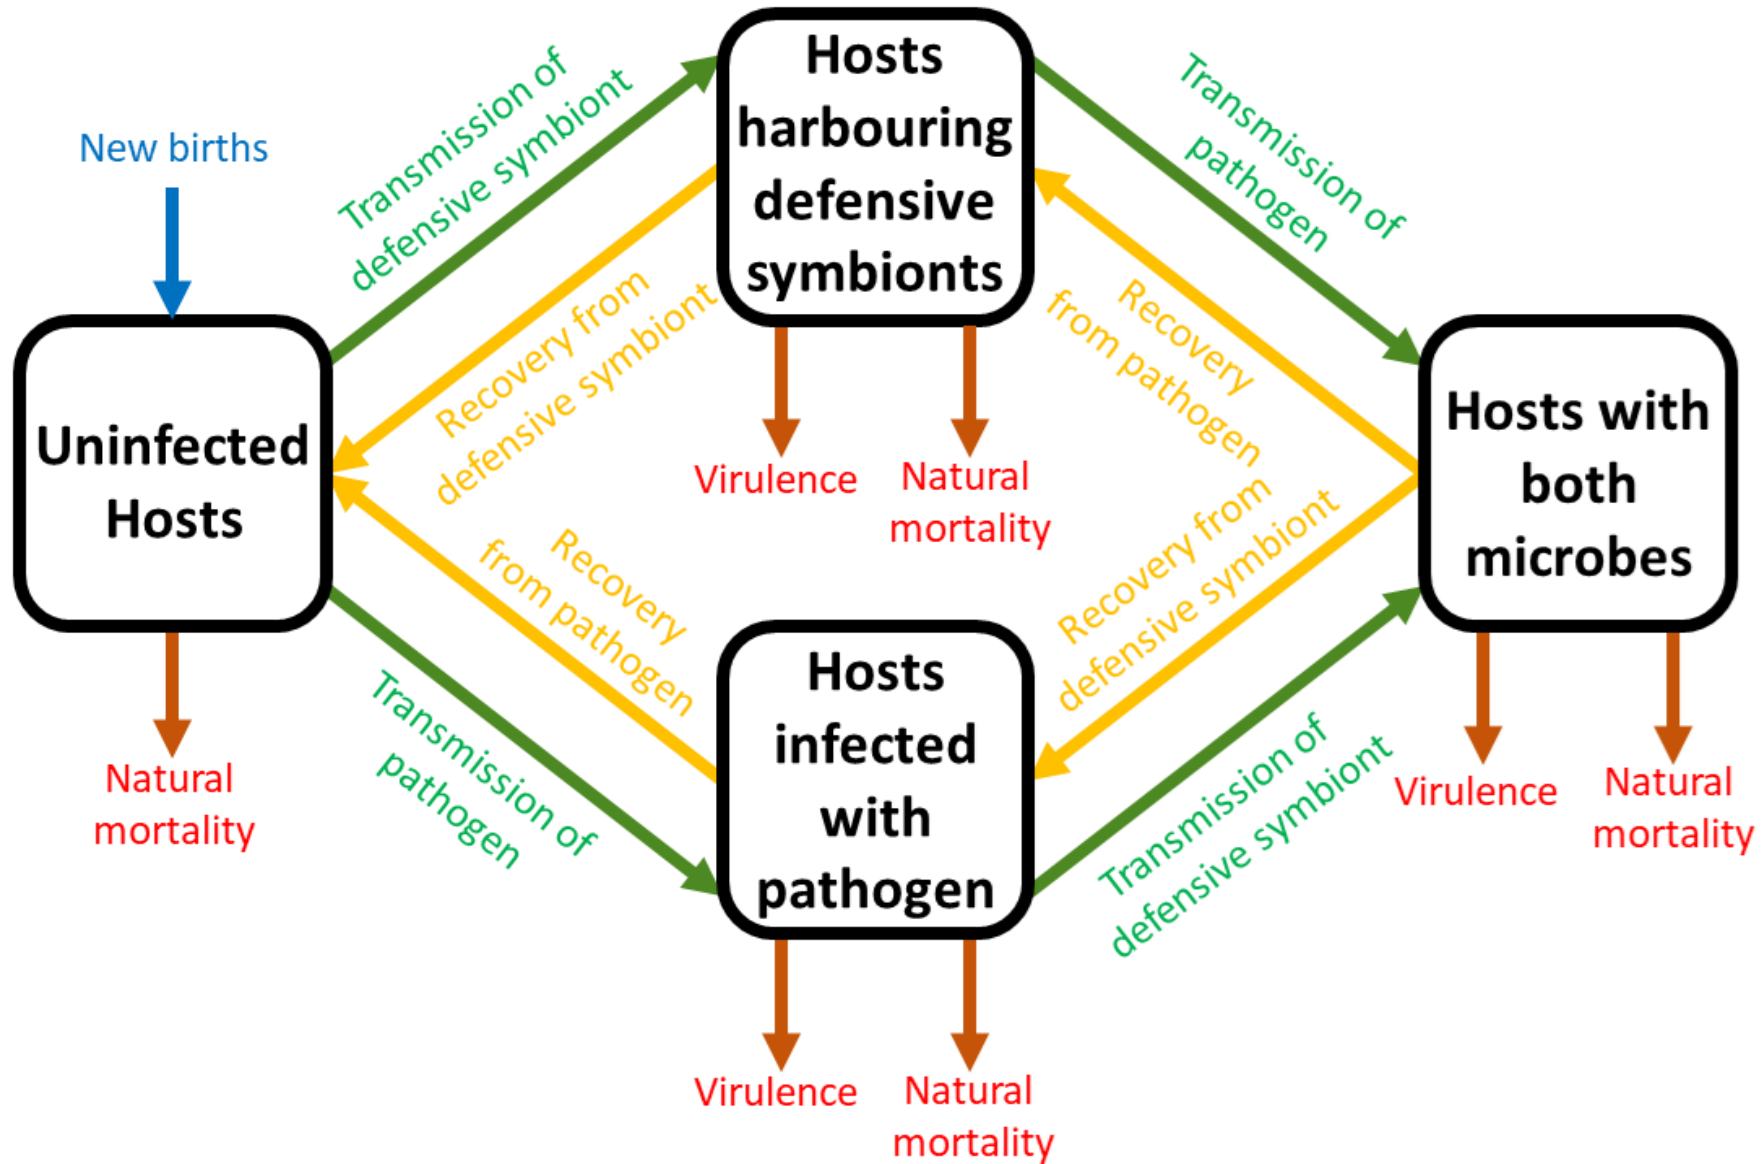 New births
Uninfected
Hosts
Natural
mortality
Transmission of
defensive symbiont
Recovery from
defensive symbiont
Recovery
from pathogen
Transmission of
pathogen
Hosts
harbouring
defensive
symbionts
Virulence
Natural
mortality
Hosts
infected
with
pathogen
Virulence
Natural
mortality
Transmission of
pathogen
Recovery
from pathogen
Recovery from
defensive symbiont
Transmission of
defensive symbiont
Hosts with
both
microbes
Virulence
Natural
mortality